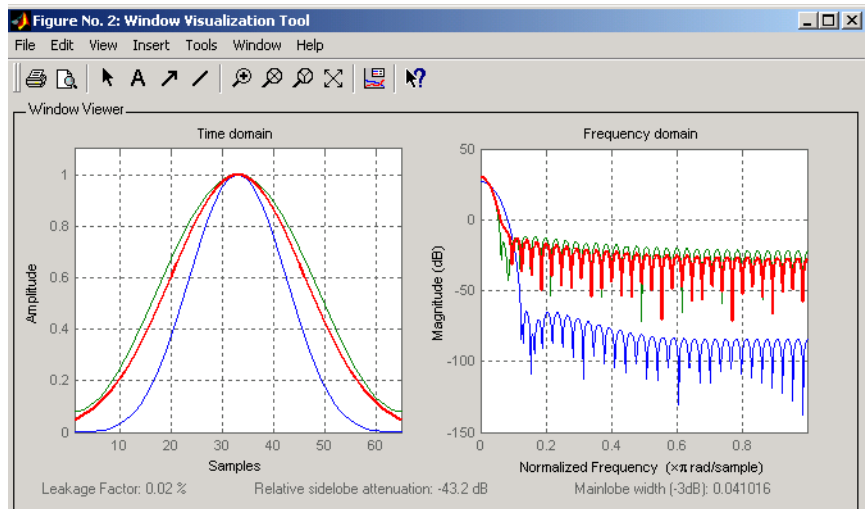 Figure No. 2: Window Visualization Tool
File Edit View Insert Tools Window Help
A
Window Viewer
Time domain
Frequency domain
1
0.8
0.6
0.4
0.2
0
Amplitude
10 20 30 40 50 60
Samples
50
0
-50
-100
-150
Magnitude (dB)
0 0.2 0.4 0.6 0.8
Normalized Frequency (×π rad/sample)
Leakage Factor: 0.02 % Relative sidelobe attenuation: -43.2 dB Mainlobe width (-3dB): 0.041016